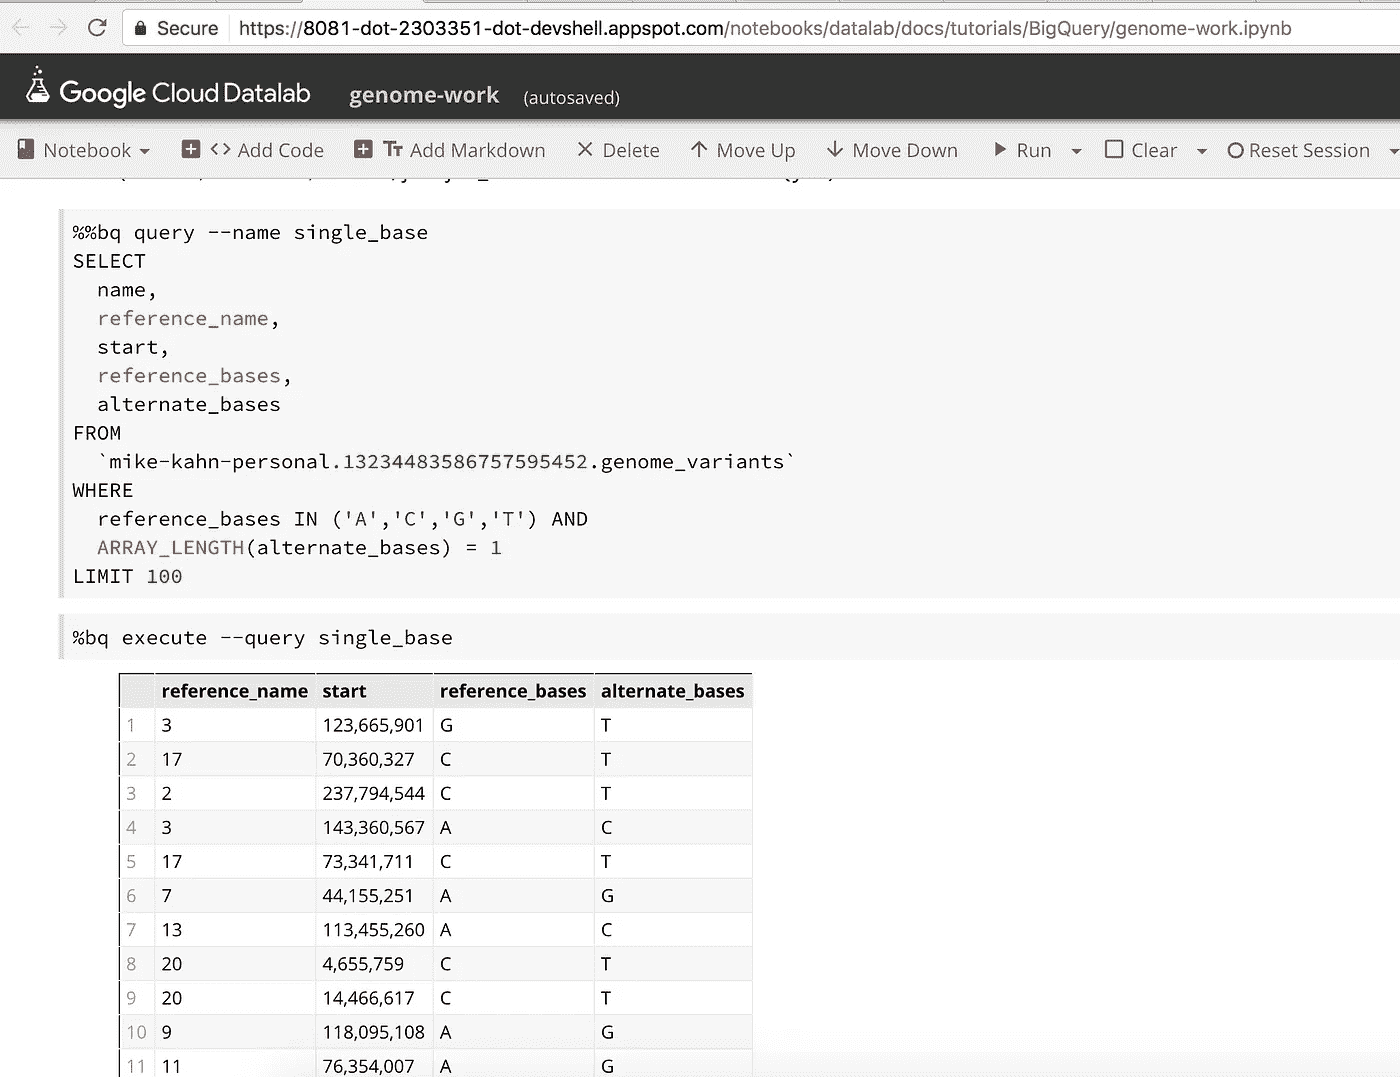 Secure https://8081-dot-2303351-dot-devshell.appspot.com/notebooks/datalab/docs/tutorials/BigQuery/genome-work.ipynb
Google Cloud Datalab genome-work (autosaved)
Notebook <> Add Code Tт Add Markdown Delete Move Up Move Down Run Clear Reset Session
%%bq query --name single_base
SELECT
name,
reference_name,
start,
reference_bases,
alternate_bases
FROM
`mike-kahn-personal.13234483586757595452.genome_variants`
WHERE
reference_bases IN ('A','C','G','T') AND
ARRAY_LENGTH(alternate_bases) = 1
LIMIT 100
%bq execute --query single_base
reference_name start reference_bases alternate_bases
1 3 123,665,901 G T
2 17 70,360,327 C T
3 2 237,794,544 C T
4 3 143,360,567 A C
5 17 73,341,711 C T
6 7 44,155,251 A G
7 13 113,455,260 A C
8 20 4,655,759 C T
9 20 14,466,617 C T
10 9 118,095,108 A G
11 11 76,354,007 A G